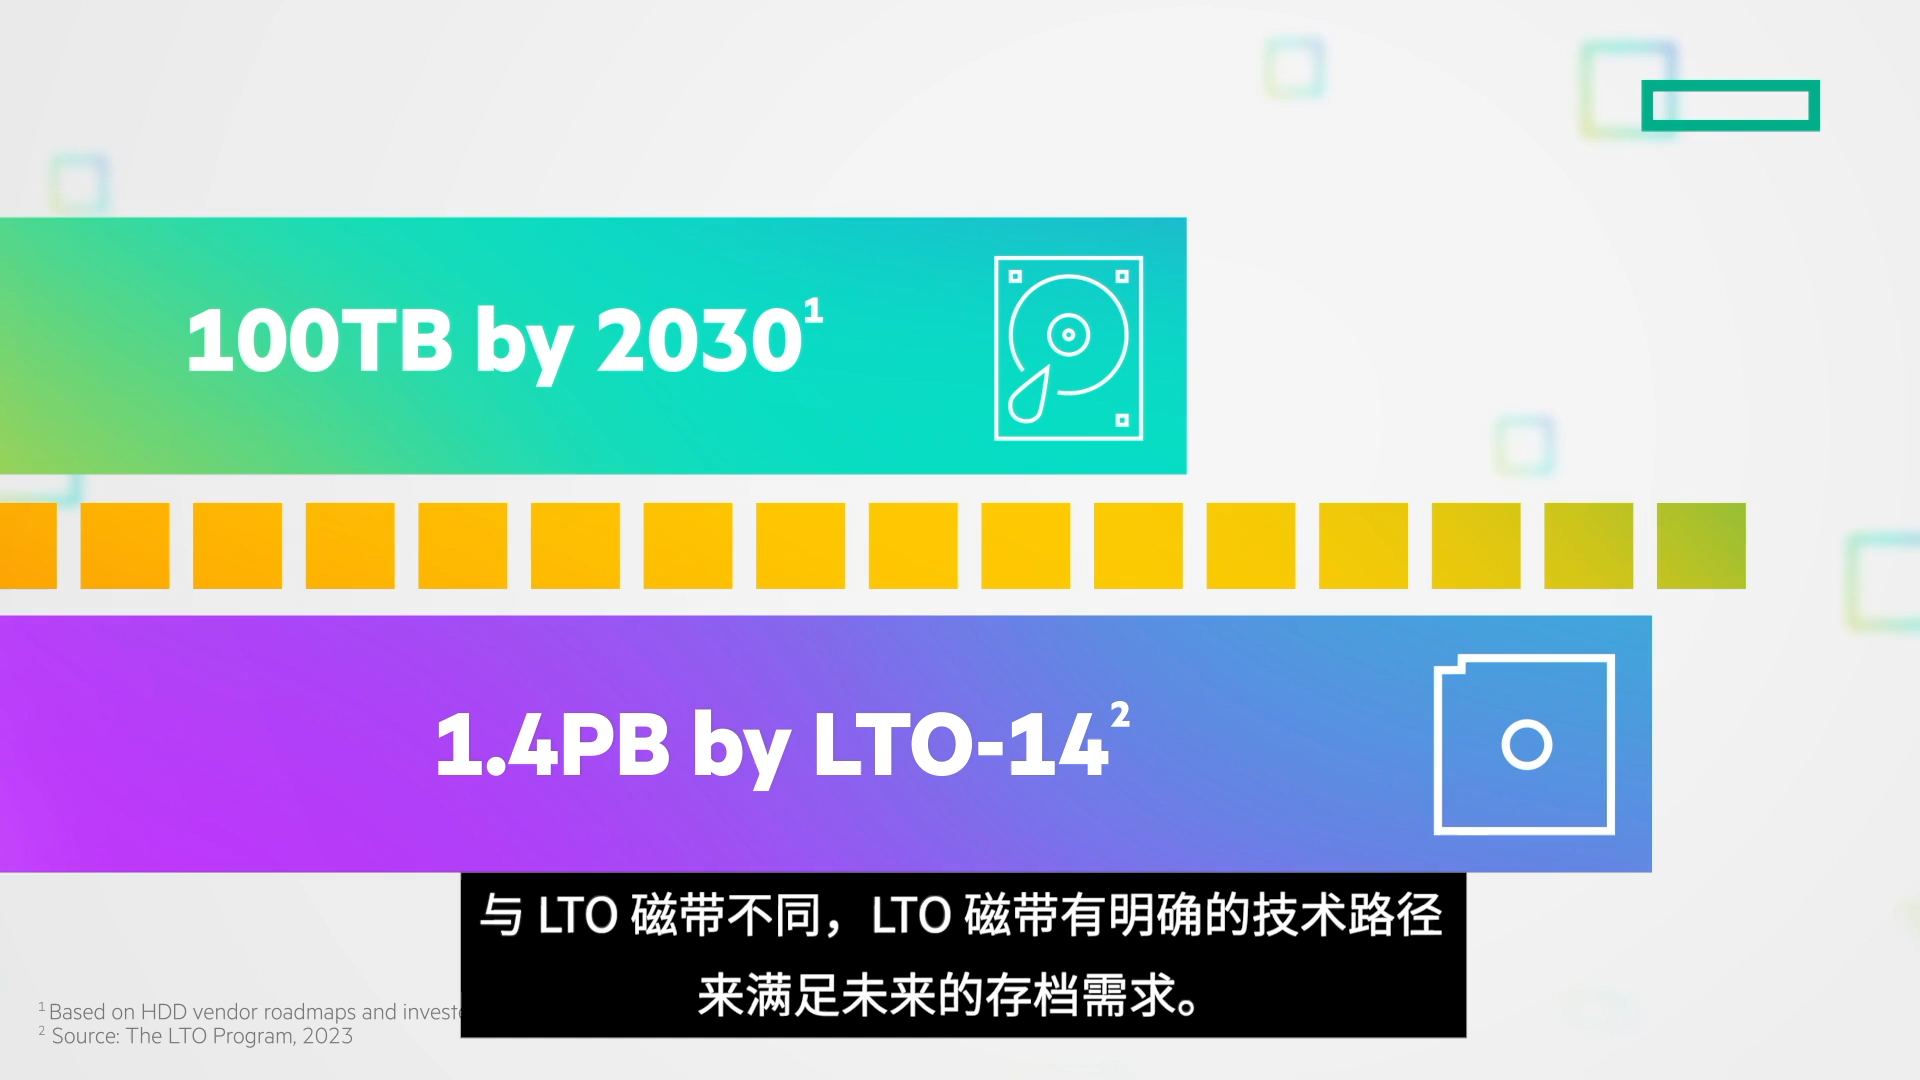 100TB by 2030¹
1.4PB by LTO-14²
与 LTO 磁带不同，LTO 磁带有明确的技术路径
来满足未来的存档需求。
¹ Based on HDD vendor roadmaps and
² Source: The LTO Program, 2023